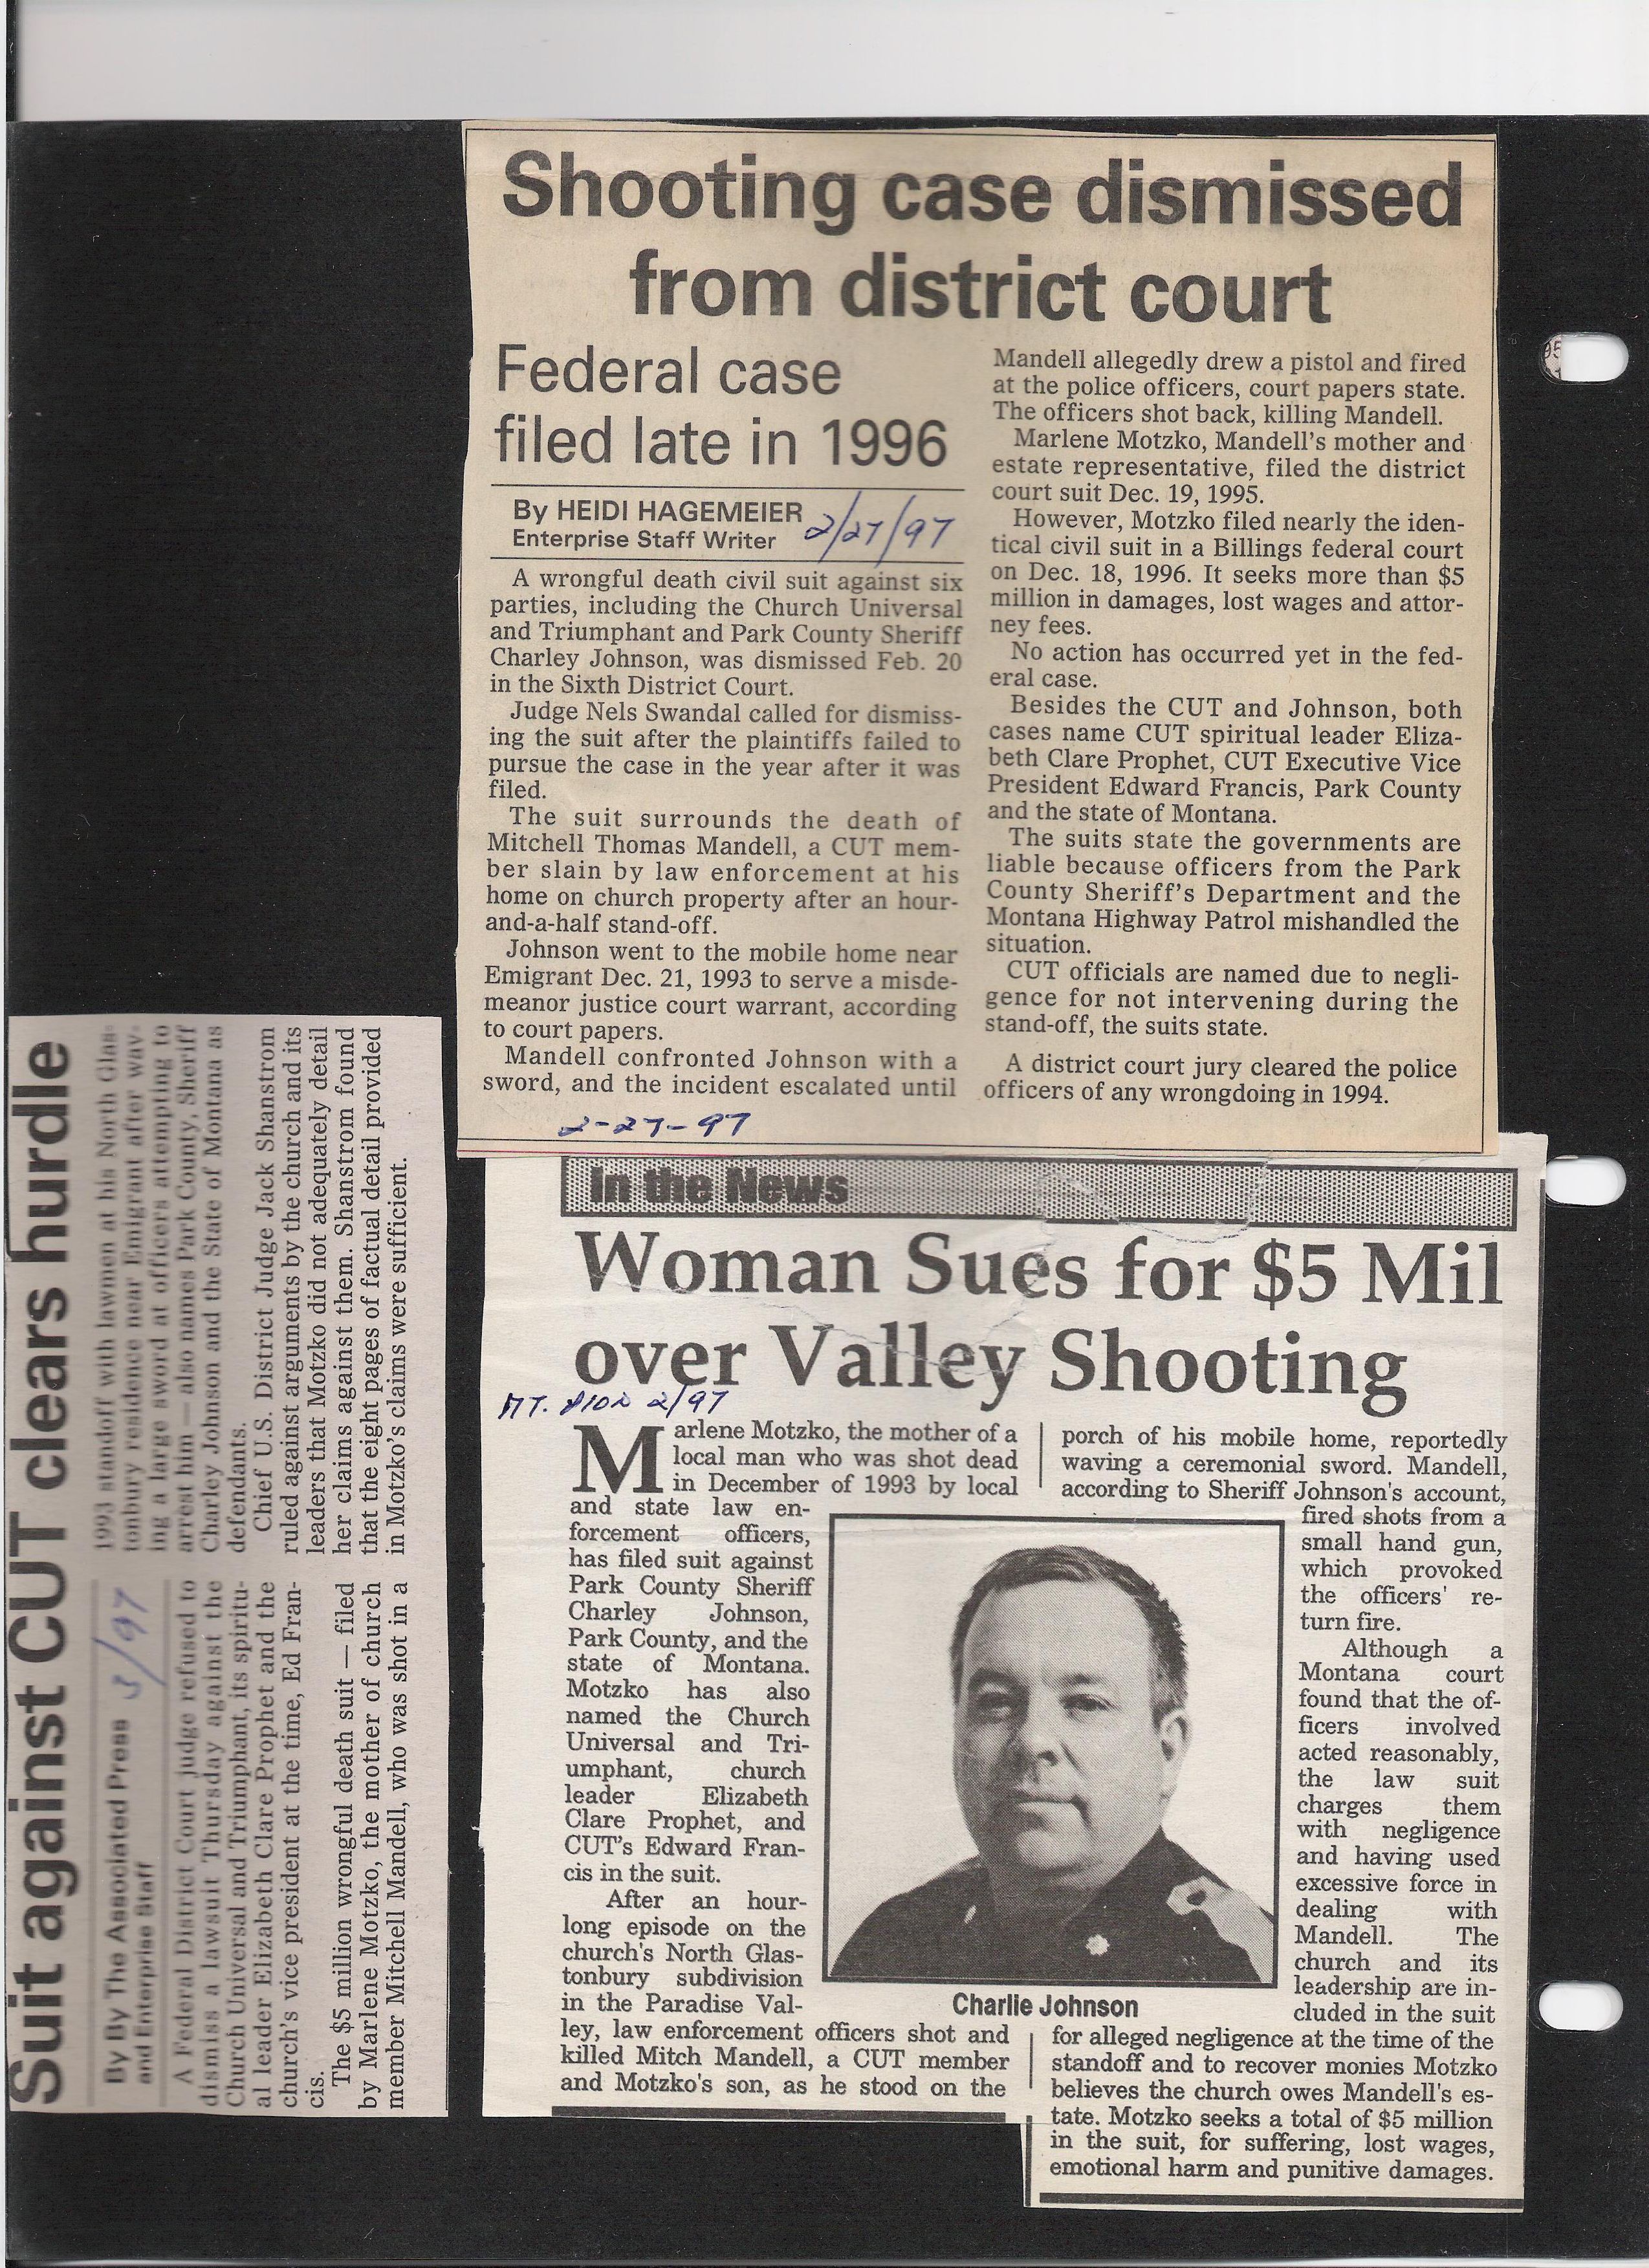 Shooting case dismissed
from district court
Federal case
filed late in 1996
By HEIDI HAGEMEIER
Enterprise Staff Writer
2/27/97
A wrongful death civil suit against six
parties, including the Church Universal
and Triumphant and Park County Sheriff
Charley Johnson, was dismissed Feb. 20
in the Sixth District Court.
Judge Nels Swandal called for dismiss-
ing the suit after the plaintiffs failed to
pursue the case in the year after it was
filed.
The suit surrounds the death of
Mitchell Thomas Mandell, a CUT mem-
ber slain by law enforcement at his
home on church property after an hour-
and-a-half stand-off.
Johnson went to the mobile home near
Emigrant Dec. 21, 1993 to serve a misde-
meanor justice court warrant, according
to court papers.
Mandell confronted Johnson with a
sword, and the incident escalated until
2-27-97
Mandell allegedly drew a pistol and fired
at the police officers, court papers state.
The officers shot back, killing Mandell.
Marlene Motzko, Mandell's mother and
estate representative, filed the district
court suit Dec. 19, 1995.
However, Motzko filed nearly the iden-
tical civil suit in a Billings federal court
on Dec. 18, 1996. It seeks more than $5
million in damages, lost wages and attor-
ney fees.
No action has occurred yet in the fed-
eral case.
Besides the CUT and Johnson, both
cases name CUT spiritual leader Eliza-
beth Clare Prophet, CUT Executive Vice
President Edward Francis, Park County
and the state of Montana.
The suits state the governments are
liable because officers from the Park
County Sheriff's Department and the
Montana Highway Patrol mishandled the
situation.
CUT officials are named due to negli-
gence for not intervening during the
stand-off, the suits state.
A district court jury cleared the police
officers of any wrongdoing in 1994.
95
Suit against CUT clears hurdle
By By The Associated Press
and Enterprise Staff
3/97
A Federal District Court judge refused to
dismiss a lawsuit Thursday against the
Church Universal and Triumphant, its spiritu-
al leader Elizabeth Clare Prophet and the
church's vice president at the time, Ed Fran-
cis.
The $5 million wrongful death suit — filed
by Marlene Motzko, the mother of church
member Mitchell Mandell, who was shot in a
1993 standoff with lawmen at his North Glas-
tonbury residence near Emigrant after wav-
ing a large sword at officers attempting to
arrest him — also names Park County, Sheriff
Charley Johnson and the State of Montana as
defendants.
Chief U.S. District Judge Jack Shanstrom
ruled against arguments by the church and its
leaders that Motzko did not adequately detail
her claims against them. Shanstrom found
that the eight pages of factual detail provided
in Motzko's claims were sufficient.
In the News
Woman Sues for $5 Mil
over Valley Shooting
MT. 2/97
Marlene Motzko, the mother of a
local man who was shot dead
in December of 1993 by local
and state law en-
forcement officers,
has filed suit against
Park County Sheriff
Charley Johnson,
Park County, and the
state of Montana.
Motzko has also
named the Church
Universal and Tri-
umphant, church
leader Elizabeth
Clare Prophet, and
CUT's Edward Fran-
cis in the suit.
After an hour-
long episode on the
church's North Glas-
tonbury subdivision
in the Paradise Val-
ley, law enforcement officers shot and
killed Mitch Mandell, a CUT member
and Motzko's son, as he stood on the
porch of his mobile home, reportedly
waving a ceremonial sword. Mandell,
according to Sheriff Johnson's account,
fired shots from a
small hand gun,
which provoked
the officers' re-
turn fire.
Although a
Montana court
found that the of-
ficers involved
acted reasonably,
the law suit
charges them
with negligence
and having used
excessive force in
dealing with
Mandell. The
church and its
leadership are in-
cluded in the suit
for alleged negligence at the time of the
standoff and to recover monies Motzko
believes the church owes Mandell's es-
tate. Motzko seeks a total of $5 million
in the suit, for suffering, lost wages,
emotional harm and punitive damages.
Charlie Johnson